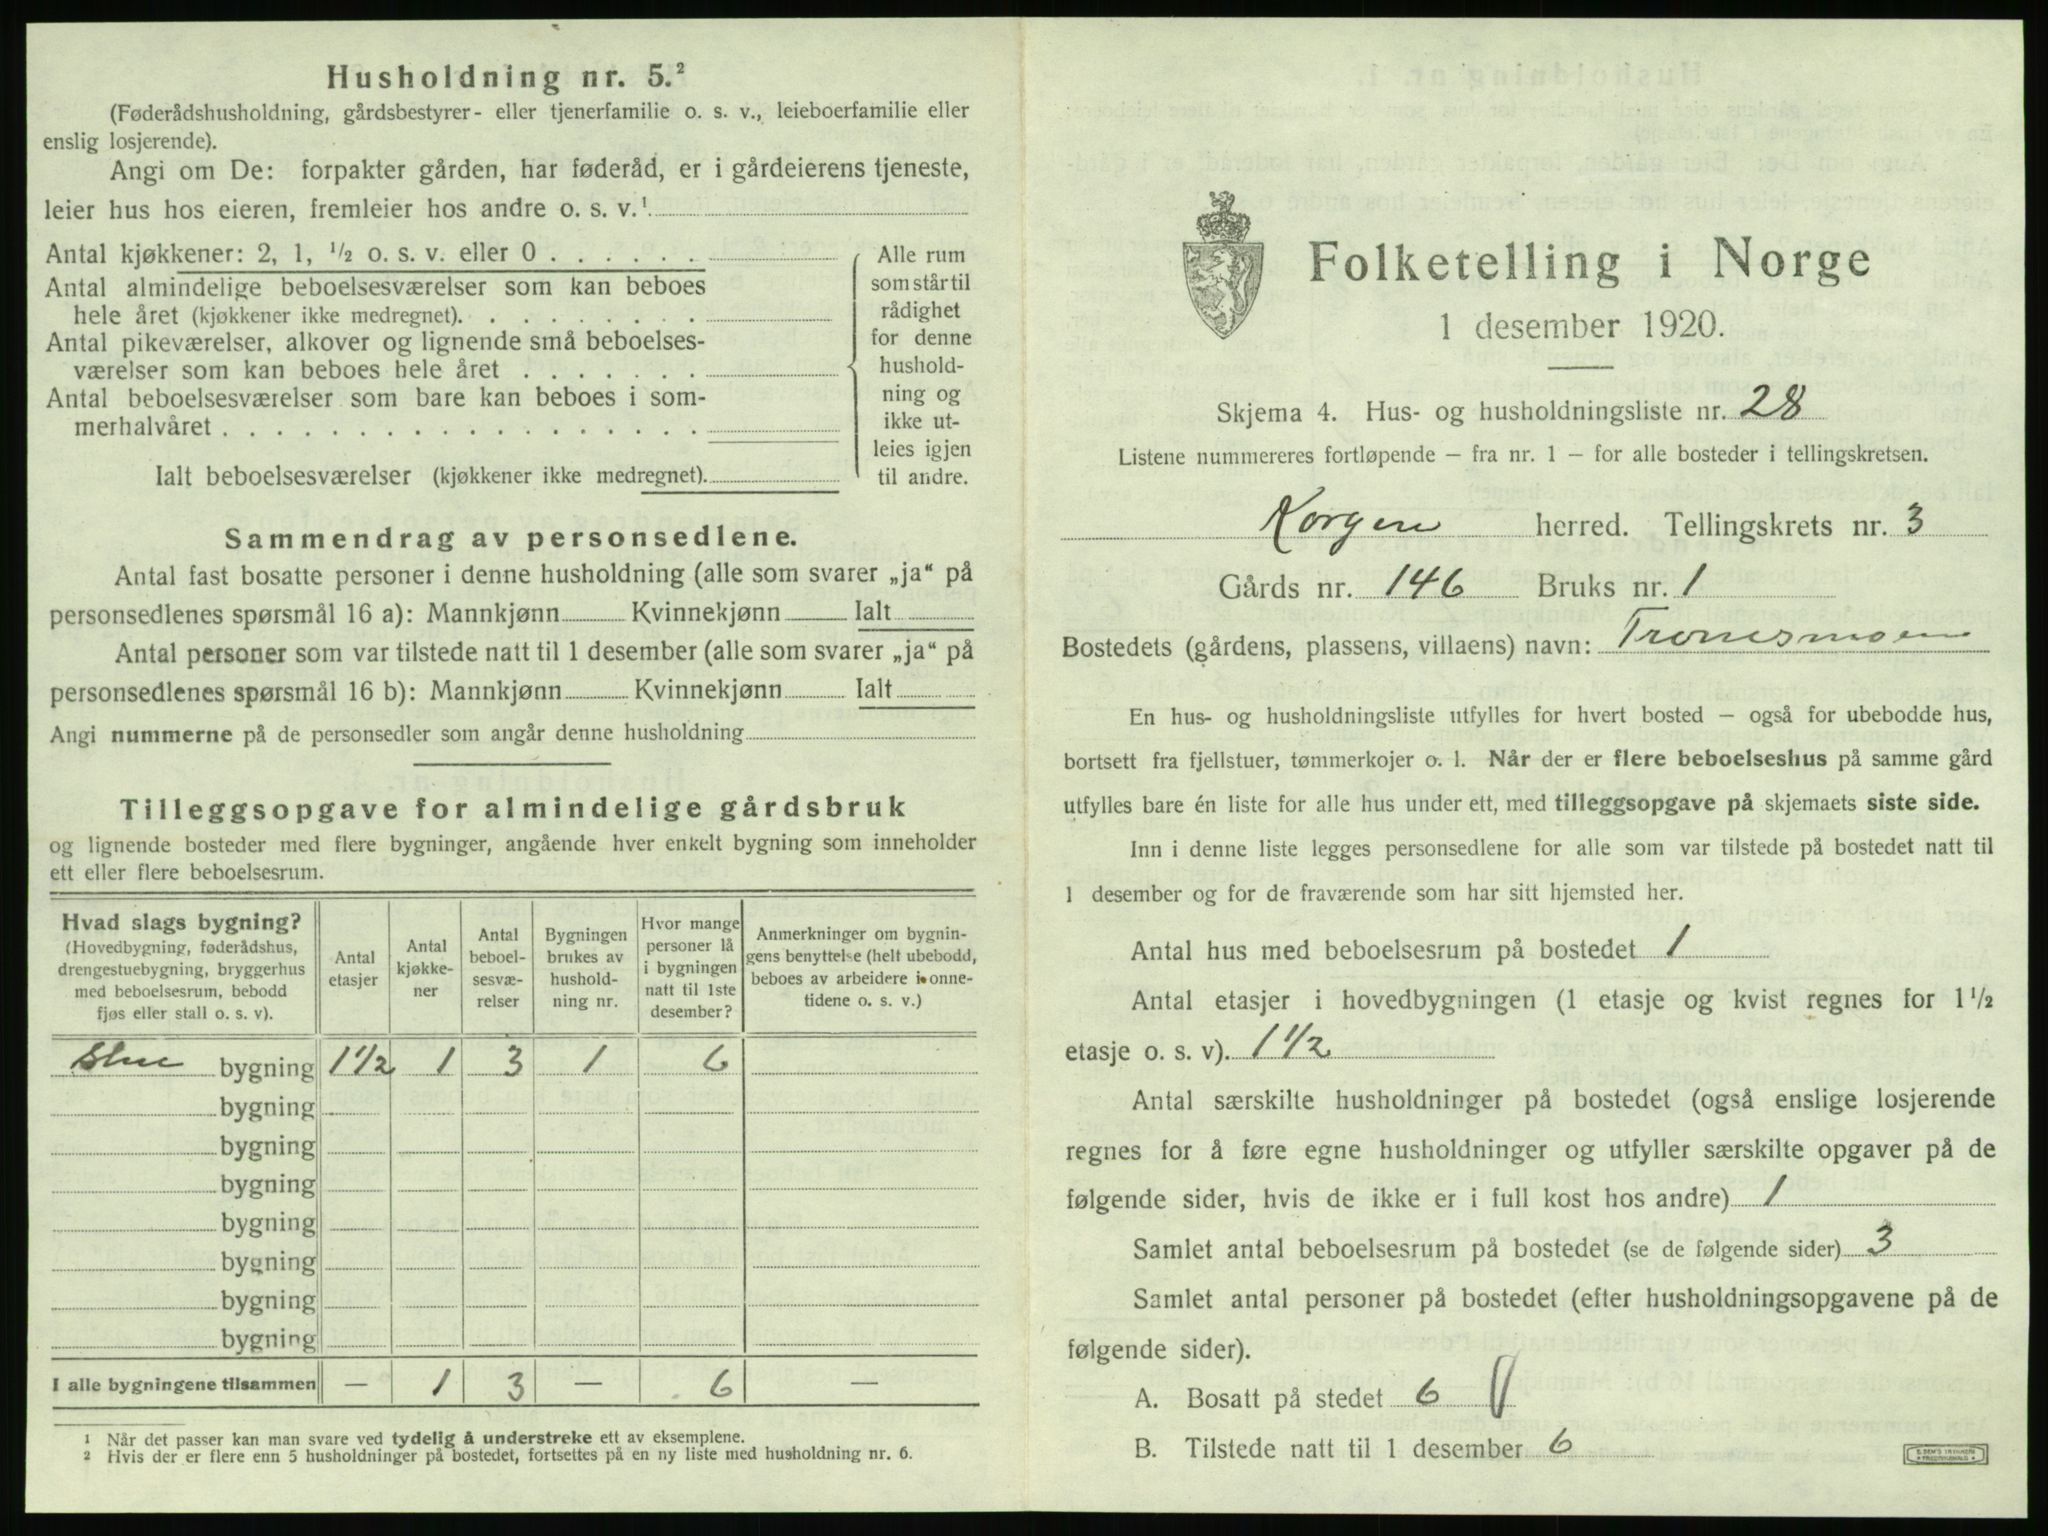 Husholdning nr. 5.²
(Føderådshusholdning, gårdsbestyrer- eller tjenerfamilie o. s. v., leieboerfamilie eller
enslig losjerende).
Angi om De: forpakter gården, har føderåd, er i gårdeierens tjeneste,
leier hus hos eieren, fremleier hos andre o. s. v.¹
Antal kjøkkener: 2, 1, ½ o. s. v. eller 0 . . . . . .
Antal almindelige beboelsesværelser som kan beboes
hele året (kjøkkener ikke medregnet). . . . . . . . .
Antal pikeværelser, alkover og lignende små beboelses-
værelser som kan beboes hele året . . . . . . .
Antal beboelsesværelser som bare kan beboes i som-
merhalvåret . . . . . . . . . . . . . . . . . .
Ialt beboelsesværelser (kjøkkener ikke medregnet).
Alle rum
som står til
rådighet
for denne
hushold-
ning og
ikke ut-
leies igjen
til andre.
Sammendrag av personsedlene.
Antal fast bosatte personer i denne husholdning (alle som svarer „ja“ på
personsedlenes spørsmål 16 a): Mannkjønn Kvinnekjønn Ialt
Antal personer som var tilstede natt til 1 desember (alle som svarer „ja“ på
personsedlenes spørsmål 16 b): Mannkjønn Kvinnekjønn Ialt
Angi nummerne på de personsedler som angår denne husholdning
Tilleggsopgave for almindelige gårdsbruk
og lignende bosteder med flere bygninger, angående hver enkelt bygning som inneholder
ett eller flere beboelsesrum.
Hvad slags bygning?
(Hovedbygning, føderådshus,
drengestuebygning, bryggerhus
med beboelsesrum, bebodd
fjøs eller stall o. s. v).
Antal
etasjer
Antal
kjøkke-
ner
Antal
beboel-
sesvæ-
relser
Bygningen
brukes av
hushold-
ning nr.
Hvor mange
personer lå
i bygningen
natt til 1ste
desember?
Anmerkninger om bygnin-
gens benyttelse (helt ubebodd,
beboes av arbeidere i onne-
tidene o. s. v.)
bygning 1½ 1 3 1 6
bygning
bygning
bygning
bygning
bygning
bygning
bygning
I alle bygningene tilsammen — 1 3 — 6 —
1 Når det passer kan man svare ved tydelig å understreke ett av eksemplene.
2 Hvis der er flere enn 5 husholdninger på bostedet, fortsettes på en ny liste med husholdning nr. 6.
Folketelling i Norge
1 desember 1920.
Skjema 4. Hus- og husholdningsliste nr. 28
Listene nummereres fortløpende — fra nr. 1 — for alle bosteder i tellingskretsen.
Korgen herred. Tellingskrets nr. 3
Gårds nr. 146 Bruks nr. 1
Bostedets (gårdens, plassens, villaens) navn: Tronesmoen
En hus- og husholdningsliste utfylles for hvert bosted — også for ubebodde hus,
bortsett fra fjellstuer, tømmerkojer o. l. Når der er flere beboelseshus på samme gård
utfylles bare én liste for alle hus under ett, med tilleggsopgave på skjemaets siste side.
Inn i denne liste legges personsedlene for alle som var tilstede på bostedet natt til
1 desember og for de fraværende som har sitt hjemsted her.
Antal hus med beboelsesrum på bostedet 1
Antal etasjer i hovedbygningen (1 etasje og kvist regnes for 1½
etasje o. s. v). 1½
Antal særskilte husholdninger på bostedet (også enslige losjerende
regnes for å føre egne husholdninger og utfyller særskilte opgaver på de
følgende sider, hvis de ikke er i full kost hos andre) 1
Samlet antal beboelsesrum på bostedet (se de følgende sider) 3
Samlet antal personer på bostedet (efter husholdningsopgavene på de
følgende sider).
A. Bosatt på stedet 6
B. Tilstede natt til 1 desember 6